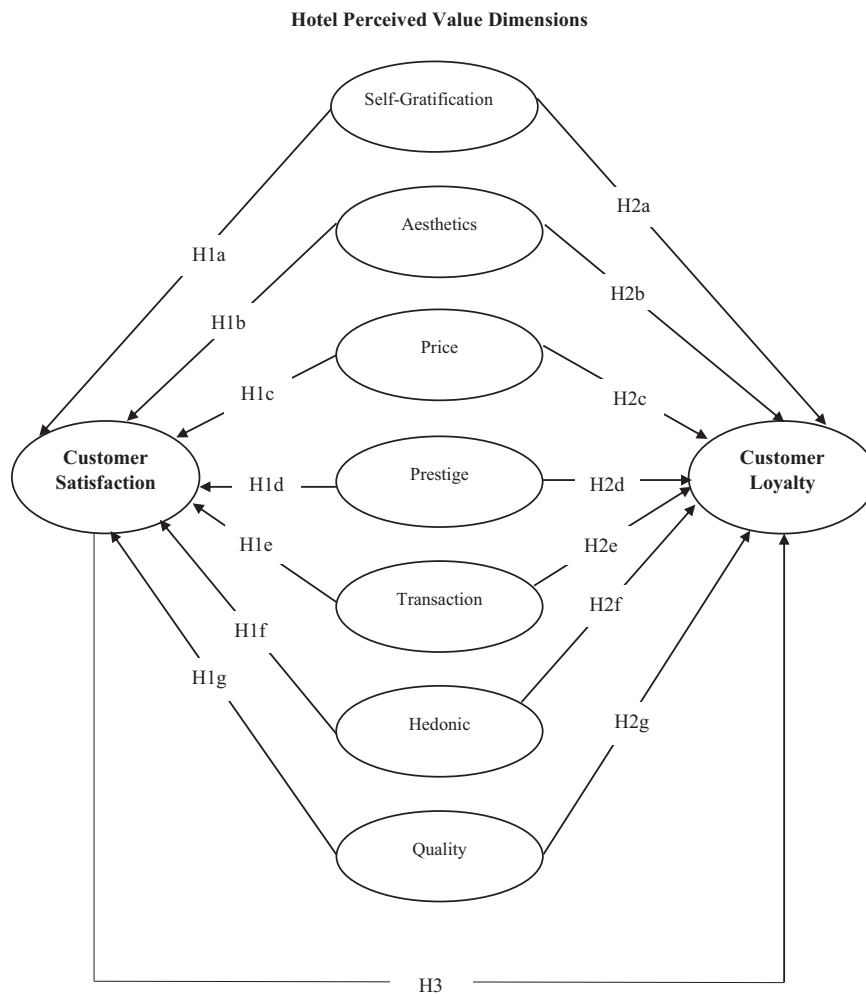 Hotel Perceived Value Dimensions
Self-Gratification
H2a
Aesthetics
H1a
H2b
H1b
Price
H1c
H2c
Customer
Satisfaction
Prestige
Customer
Loyalty
H1d
H2d
H1e
H2e
Transaction
H2f
H1f
H1g
Hedonic
H2g
Quality
H3